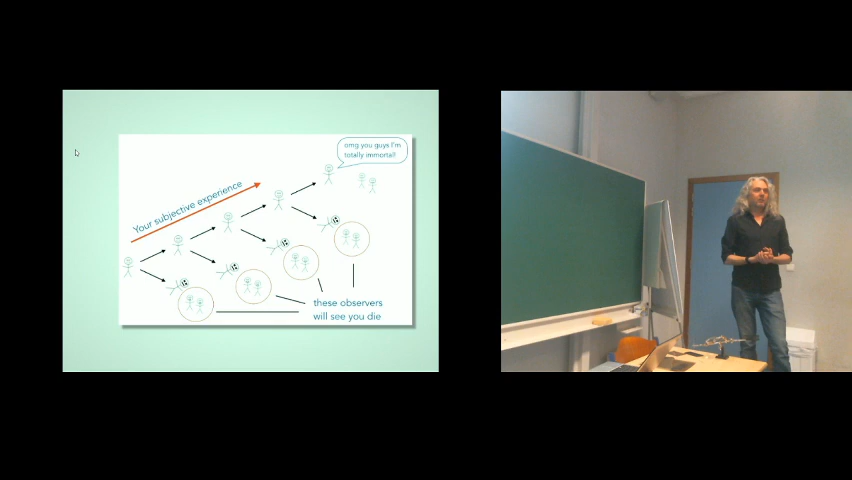 omg you guys I'm
totally immortal!
Your subjective experience
these observers
will see you die